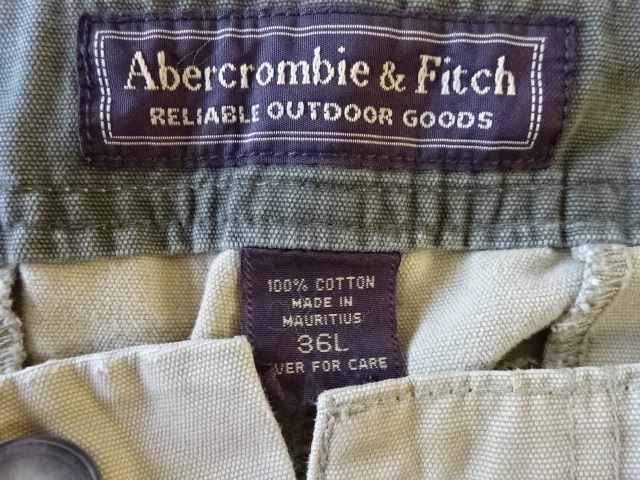 Abercrombie & Fitch
RELIABLE OUTDOOR GOODS
100% COTTON
MADE IN
MAURITIUS
36L
VER FOR CARE